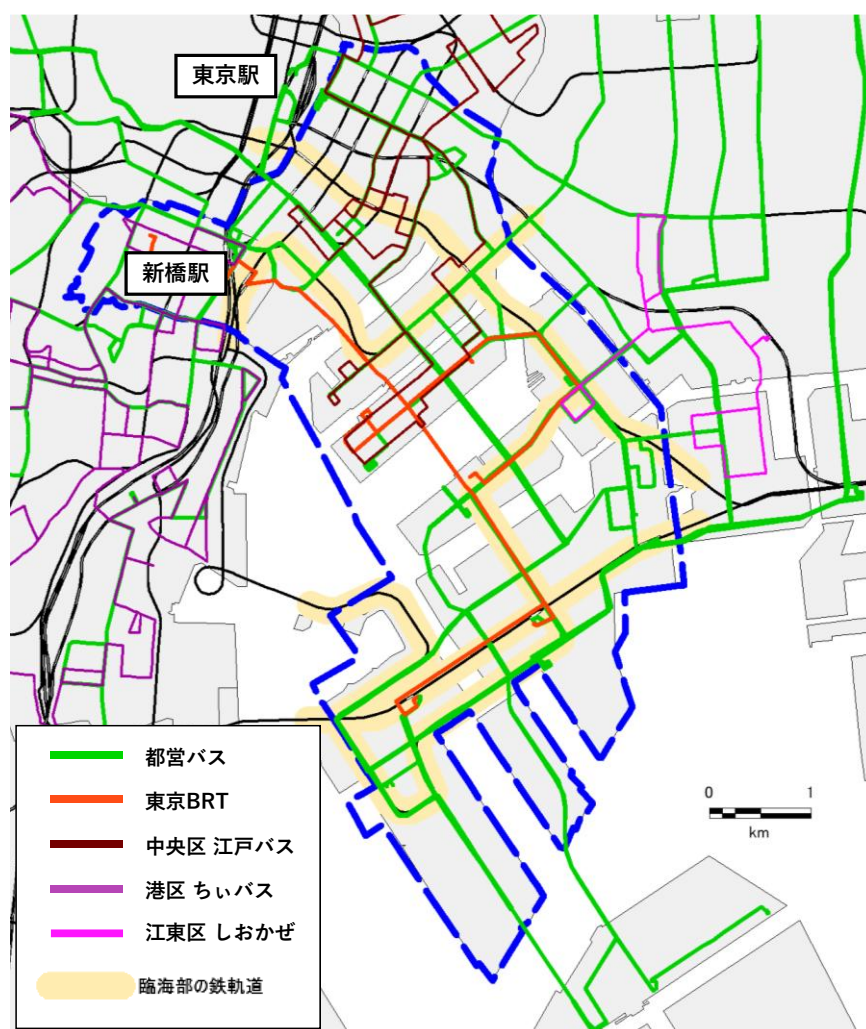 東京駅
新橋駅
都営バス
東京BRT
中央区 江戸バス
港区 ちぃバス
江東区 しおかぜ
臨海部の鉄軌道
0 1
km